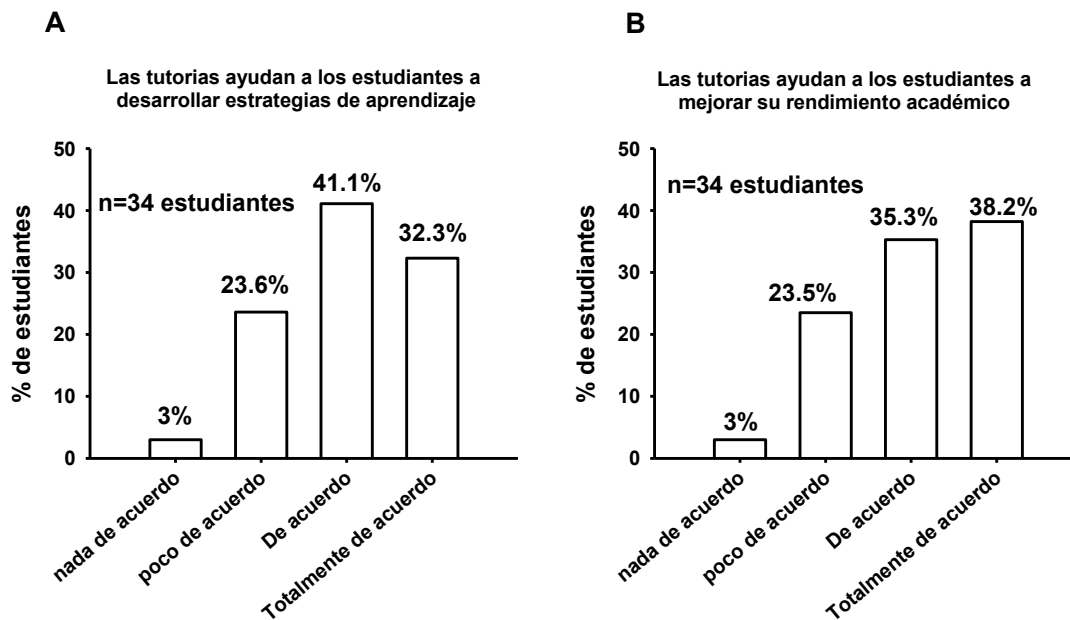 A
Las tutorias ayudan a los estudiantes a
desarrollar estrategias de aprendizaje
50
40
30
20
10
0
% de estudiantes
n=34 estudiantes
3%
23.6%
41.1%
32.3%
nada de acuerdo
poco de acuerdo
De acuerdo
Totalmente de acuerdo
B
Las tutorias ayudan a los estudiantes a
mejorar su rendimiento académico
50
40
30
20
10
0
% de estudiantes
n=34 estudiantes
3%
23.5%
35.3%
38.2%
nada de acuerdo
poco de acuerdo
De acuerdo
Totalmente de acuerdo